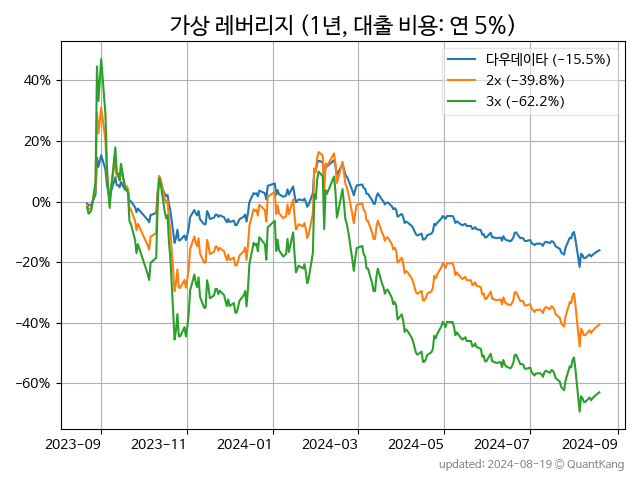 가상 레버리지 (1년, 대출 비용: 연 5%)
다우데이타 (-15.5%)
2x (-39.8%)
3x (-62.2%)
40%
20%
0%
−20%
−40%
−60%
2023-09 2023-11 2024-01 2024-03 2024-05 2024-07 2024-09
updated: 2024-08-19 © QuantKang